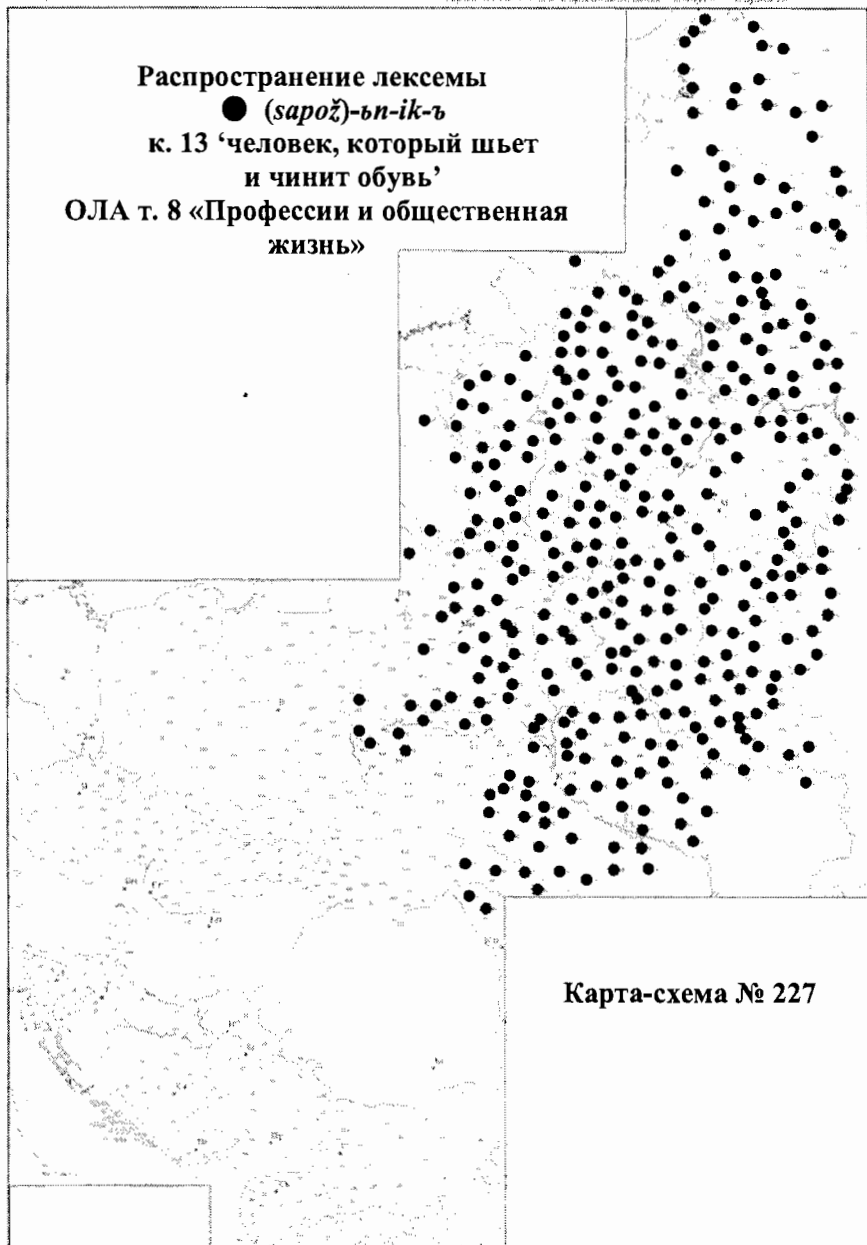 Распространение лексемы
● (sapož)-ьn-ik-ъ
к. 13 ‘человек, который шьет
и чинит обувь’
ОЛА т. 8 «Профессии и общественная
жизнь»
Карта-схема № 227